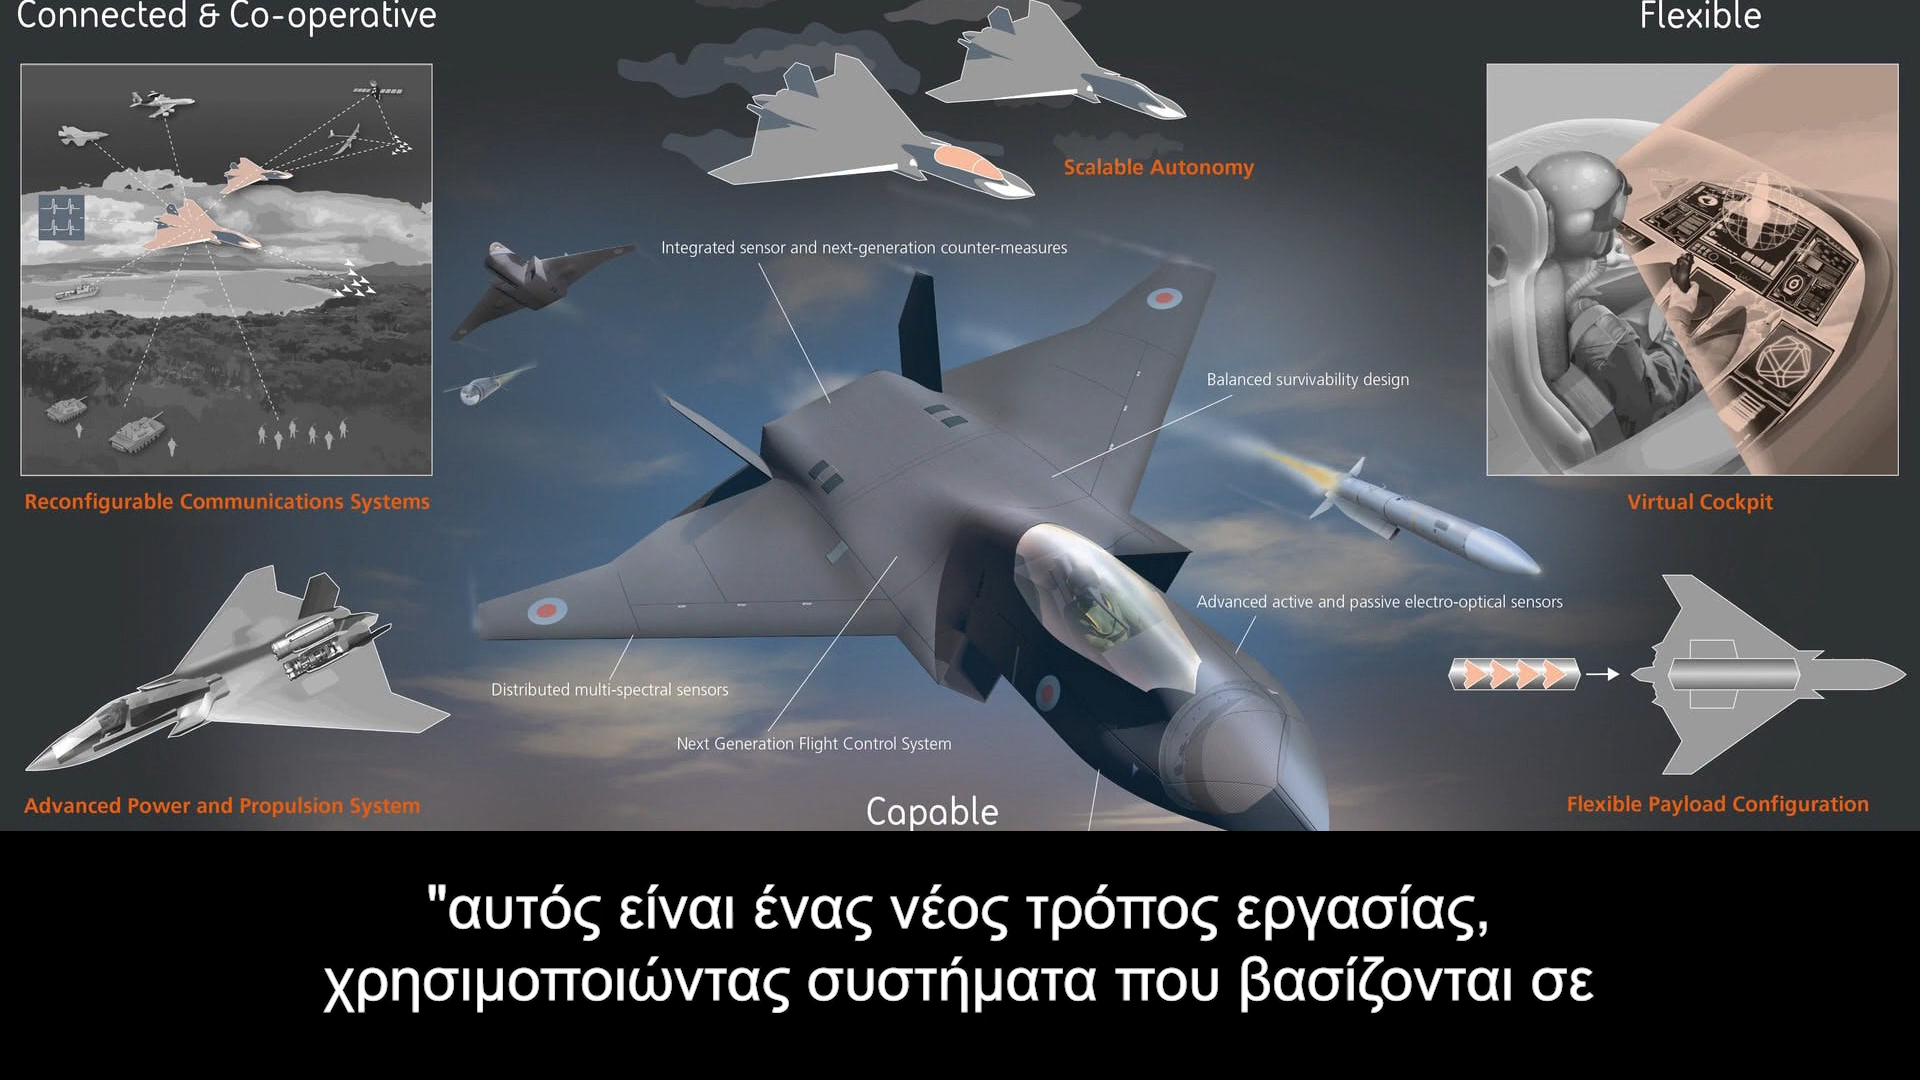 Connected & Co-operative
Flexible
Scalable Autonomy
Integrated sensor and next-generation counter-measures
Balanced survivability design
Reconfigurable Communications Systems
Virtual Cockpit
Advanced active and passive electro-optical sensors
Distributed multi-spectral sensors
Next Generation Flight Control System
Advanced Power and Propulsion System
Capable
Flexible Payload Configuration
"αυτός είναι ένας νέος τρόπος εργασίας,
χρησιμοποιώντας συστήματα που βασίζονται σε